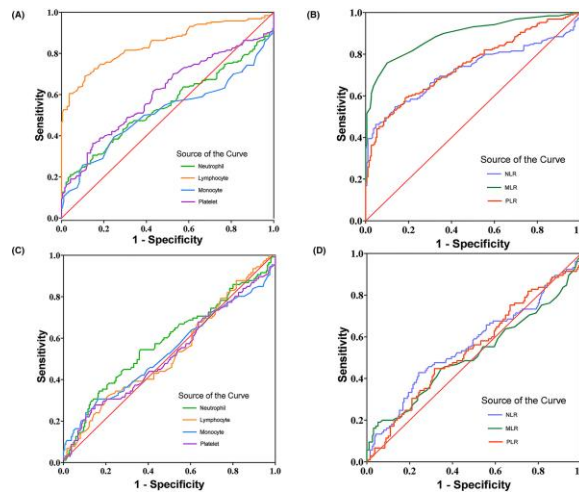 (A)
Sensitivity
1.0
0.8
0.6
0.4
0.2
0.0
0.0 0.2 0.4 0.6 0.8 1.0
1 - Specificity
Source of the Curve
Neutrophil
Lymphocyte
Monocyte
Platelet
(B)
Sensitivity
1.0
0.8
0.6
0.4
0.2
0.0
0.0 0.2 0.4 0.6 0.8 1.0
1 - Specificity
Source of the Curve
NLR
MLR
PLR
(C)
Sensitivity
1.0
0.8
0.6
0.4
0.2
0.0
0.0 0.2 0.4 0.6 0.8 1.0
1 - Specificity
Source of the Curve
Neutrophil
Lymphocyte
Monocyte
Platelet
(D)
Sensitivity
1.0
0.8
0.6
0.4
0.2
0.0
0.0 0.2 0.4 0.6 0.8 1.0
1 - Specificity
Source of the Curve
NLR
MLR
PLR